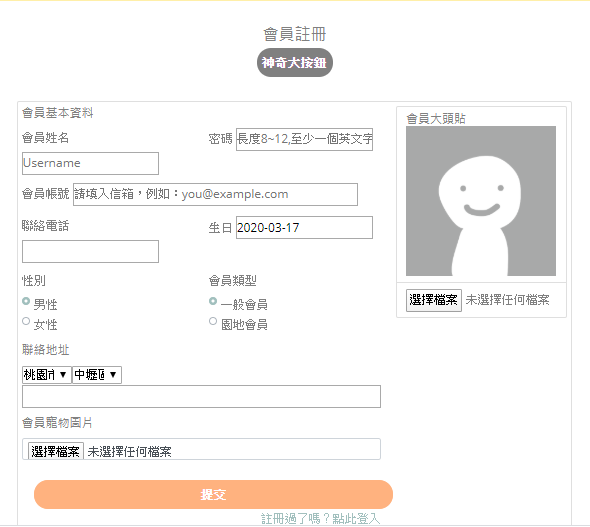 會員註冊
神奇大按鈕
會員基本資料
會員大頭貼
會員姓名
密碼 長度8~12,至少一個英文字
Username
會員帳號 請填入信箱，例如：you@example.com
聯絡電話
生日 2020-03-17
性別
會員類型
男性
一般會員
女性
園地會員
選擇檔案 未選擇任何檔案
聯絡地址
桃園市 中壢區
會員寵物圖片
選擇檔案 未選擇任何檔案
提交
註冊過了嗎？點此登入